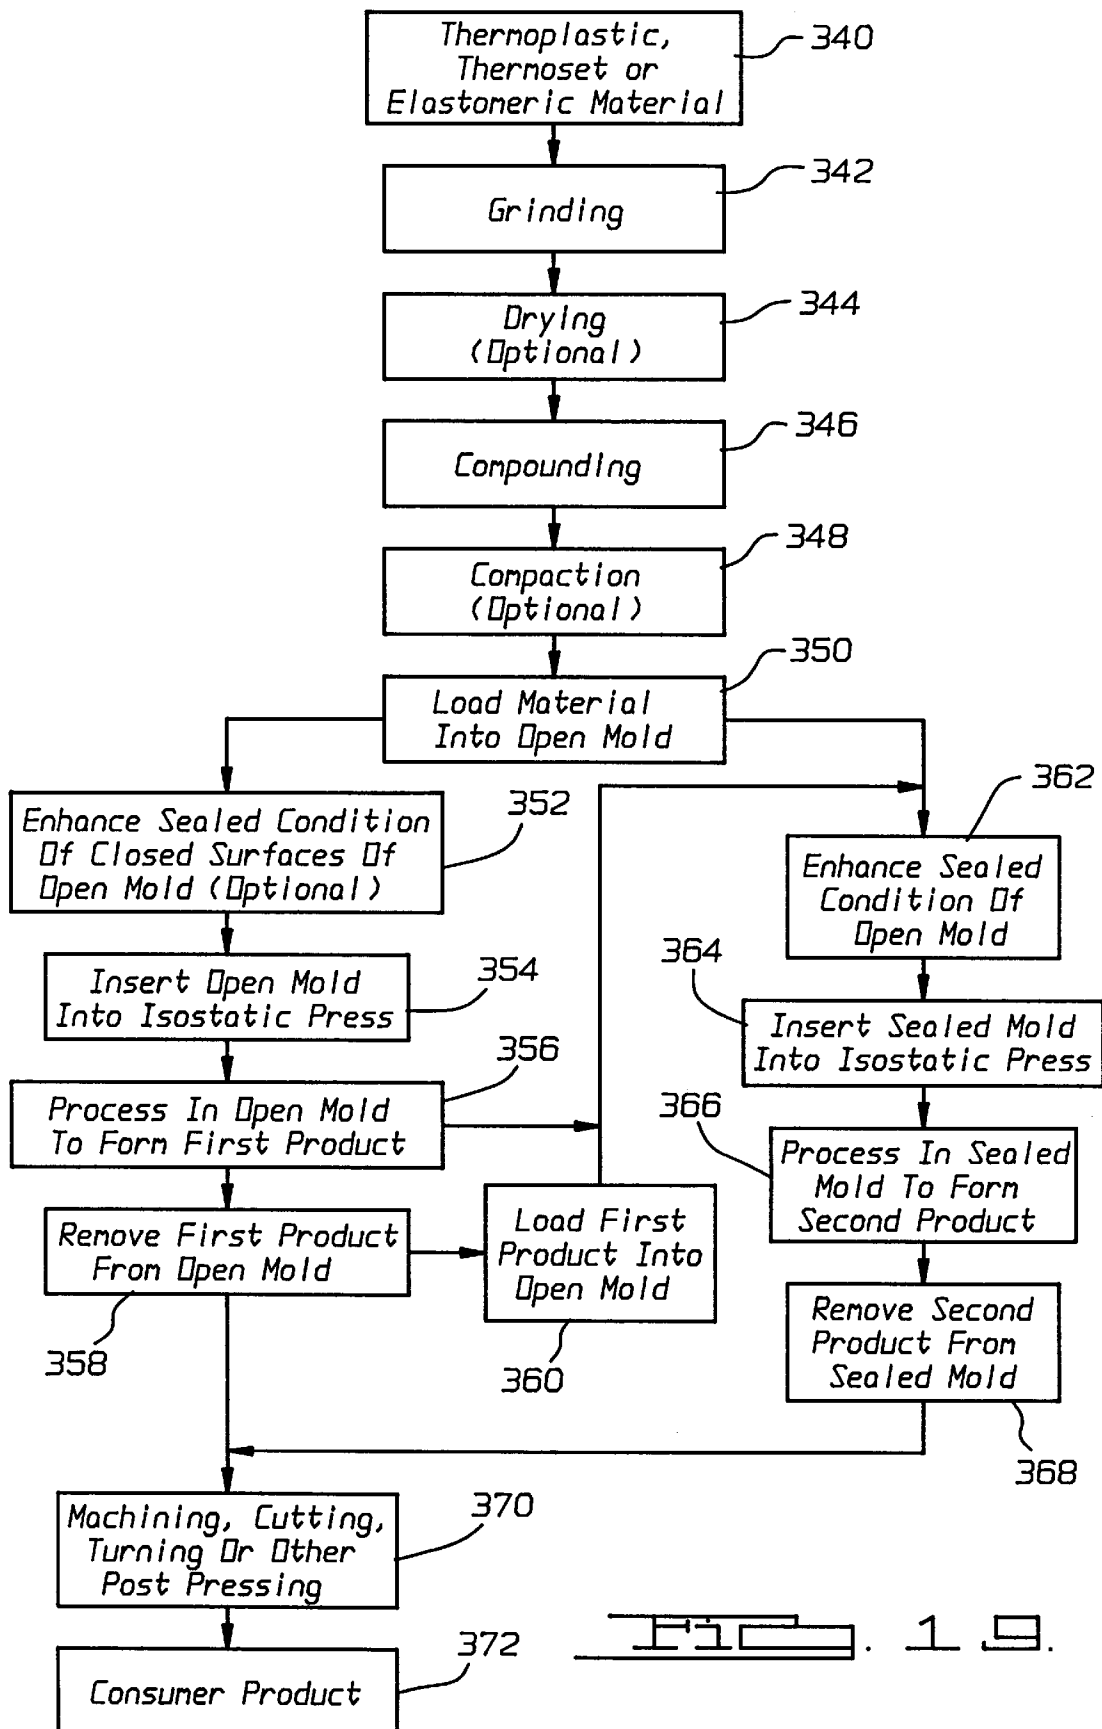 Thermoplastic,
Thermoset or
Elastomeric Material
340
342
Grinding
344
Drying
(Optional)
346
Compounding
348
Compaction
(Optional)
350
Load Material
Into Open Mold
352
Enhance Sealed Condition
Of Closed Surfaces Of
Open Mold (Optional)
354
Insert Open Mold
Into Isostatic Press
356
Process In Open Mold
To Form First Product
Remove First Product
From Open Mold
358
Load First
Product Into
Open Mold
360
362
Enhance Sealed
Condition Of
Open Mold
364
Insert Sealed Mold
Into Isostatic Press
366
Process In Sealed
Mold To Form
Second Product
Remove Second
Product From
Sealed Mold
368
370
Machining, Cutting,
Turning Or Other
Post Pressing
372
Consumer Product
Fig. 19.